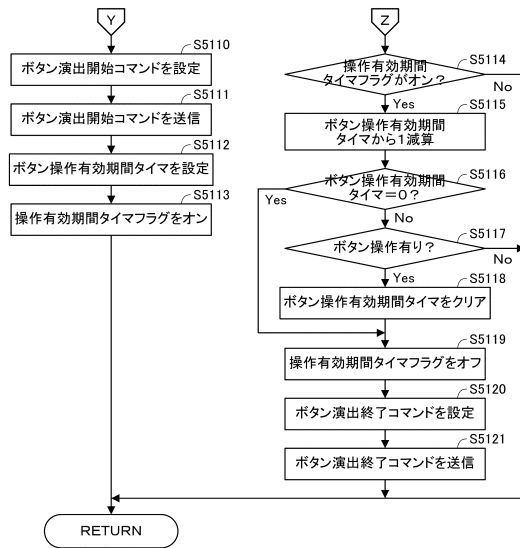 Y
S5110
ボタン演出開始コマンドを設定
S5111
ボタン演出開始コマンドを送信
S5112
ボタン操作有効期間タイマを設定
S5113
操作有効期間タイマフラグをオン
RETURN
Z
S5114
操作有効期間
タイマフラグがオン?
No
Yes
S5115
ボタン操作有効期間
タイマから1減算
S5116
ボタン操作有効期間
タイマ=0?
Yes
No
S5117
ボタン操作有り?
No
Yes
S5118
ボタン操作有効期間タイマをクリア
S5119
操作有効期間タイマフラグをオフ
S5120
ボタン演出終了コマンドを設定
S5121
ボタン演出終了コマンドを送信